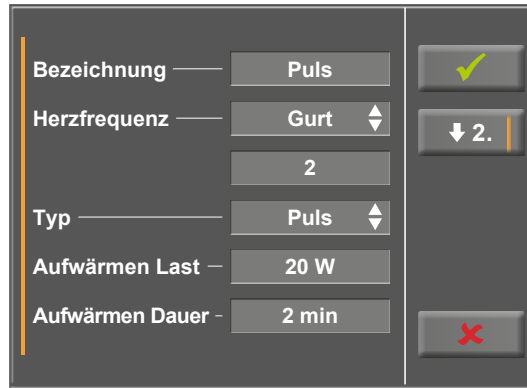 Bezeichnung Puls
Herzfrequenz Gurt
2.
2
Typ Puls
Aufwärmen Last 20 W
Aufwärmen Dauer 2 min